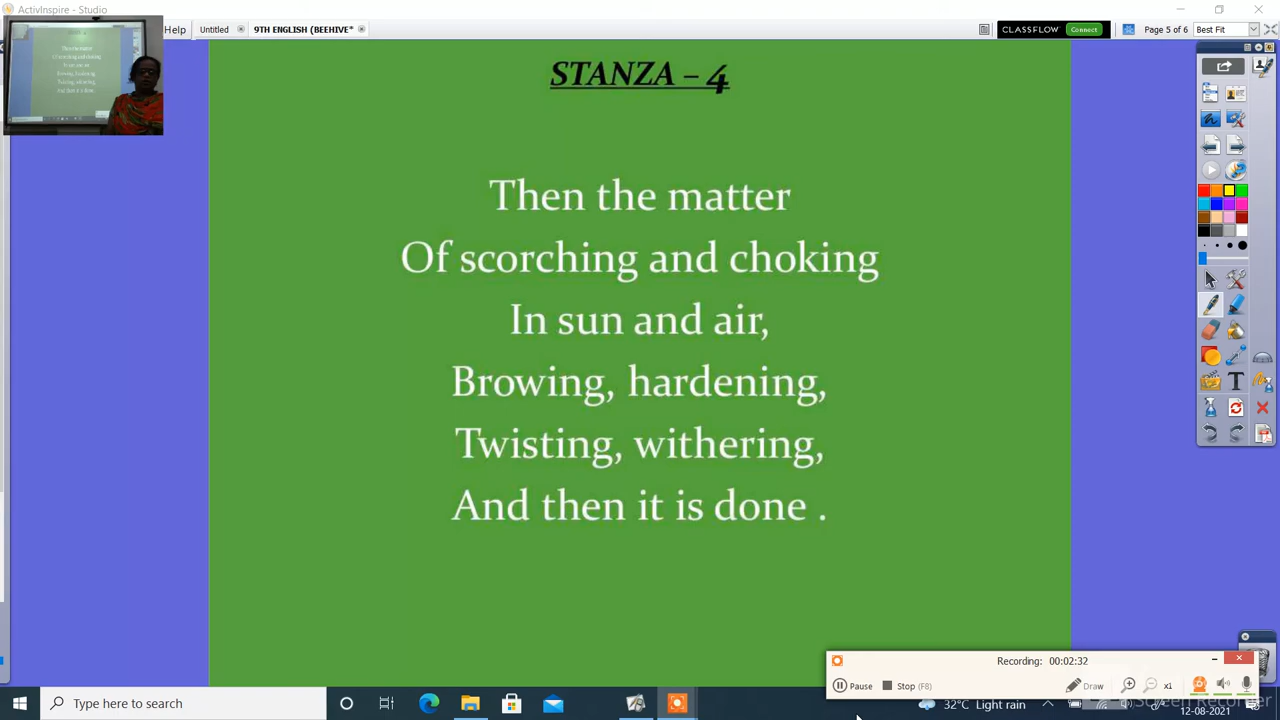 ActivInspire - Studio
Help Untitled 9TH ENGLISH (BEEHIVE* CLASSFLOW Connect Page 5 of 6 Best Fit
STANZA – 4
Then the matter
Of scorching and choking
In sun and air,
Browing, hardening,
Twisting, withering,
And then it is done .
Recording: 00:02:32
Pause Stop (F8) Draw x1
Screen Recorder
Type here to search 32°C Light rain
12-08-2021